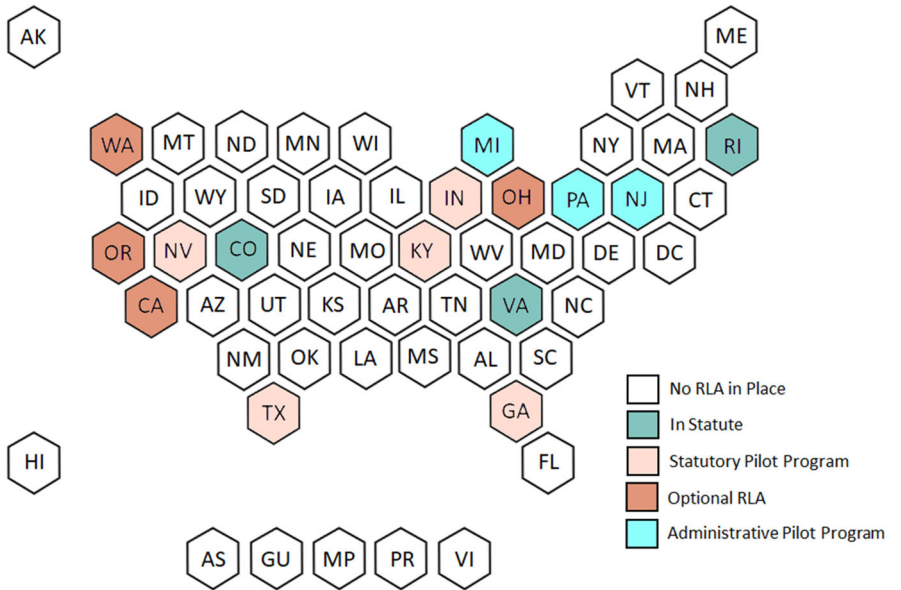 AK
ME
VT NH
WA MT ND MN WI MI NY MA RI
ID WY SD IA IL IN OH PA NJ CT
OR NV CO NE MO KY WV MD DE DC
CA AZ UT KS AR TN VA NC
NM OK LA MS AL SC
TX GA
HI FL
AS GU MP PR VI
No RLA in Place
In Statute
Statutory Pilot Program
Optional RLA
Administrative Pilot Program